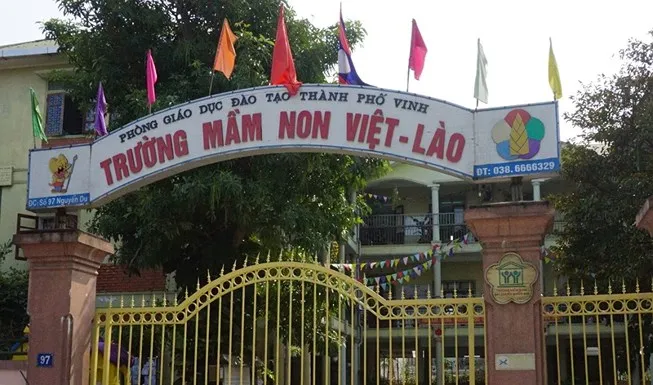 PHÒNG GIÁO DỤC ĐÀO TẠO THÀNH PHỐ VINH
TRƯỜNG MẦM NON VIỆT-LÀO
ĐC: Số 97 Nguyễn Du
ĐT: 038.6666329
97